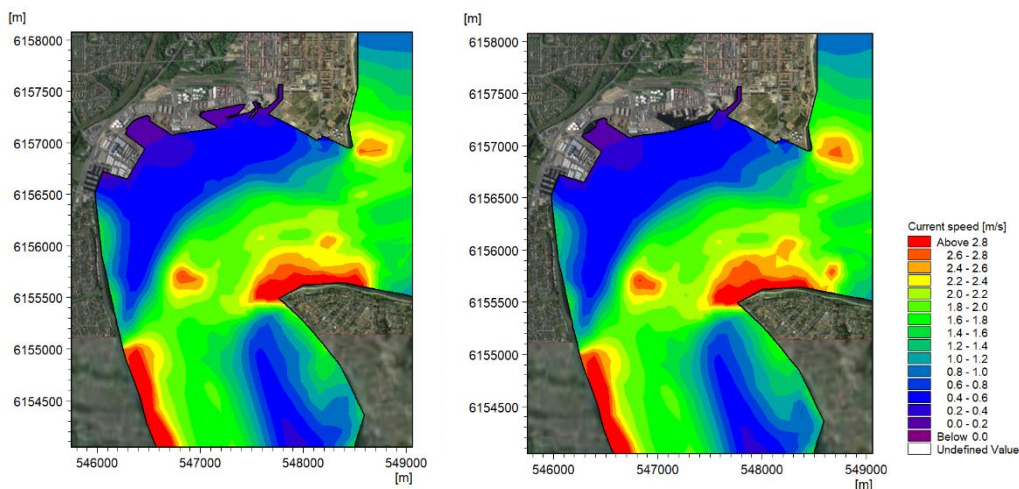 [m]
6158000
6157500
6157000
6156500
6156000
6155500
6155000
6154500
546000 547000 548000 549000
[m]
[m]
6158000
6157500
6157000
6156500
6156000
6155500
6155000
6154500
546000 547000 548000 549000
[m]
Current speed [m/s]
Above 2.8
2.6 - 2.8
2.4 - 2.6
2.2 - 2.4
2.0 - 2.2
1.8 - 2.0
1.6 - 1.8
1.4 - 1.6
1.2 - 1.4
1.0 - 1.2
0.8 - 1.0
0.6 - 0.8
0.4 - 0.6
0.2 - 0.4
0.0 - 0.2
Below 0.0
Undefined Value